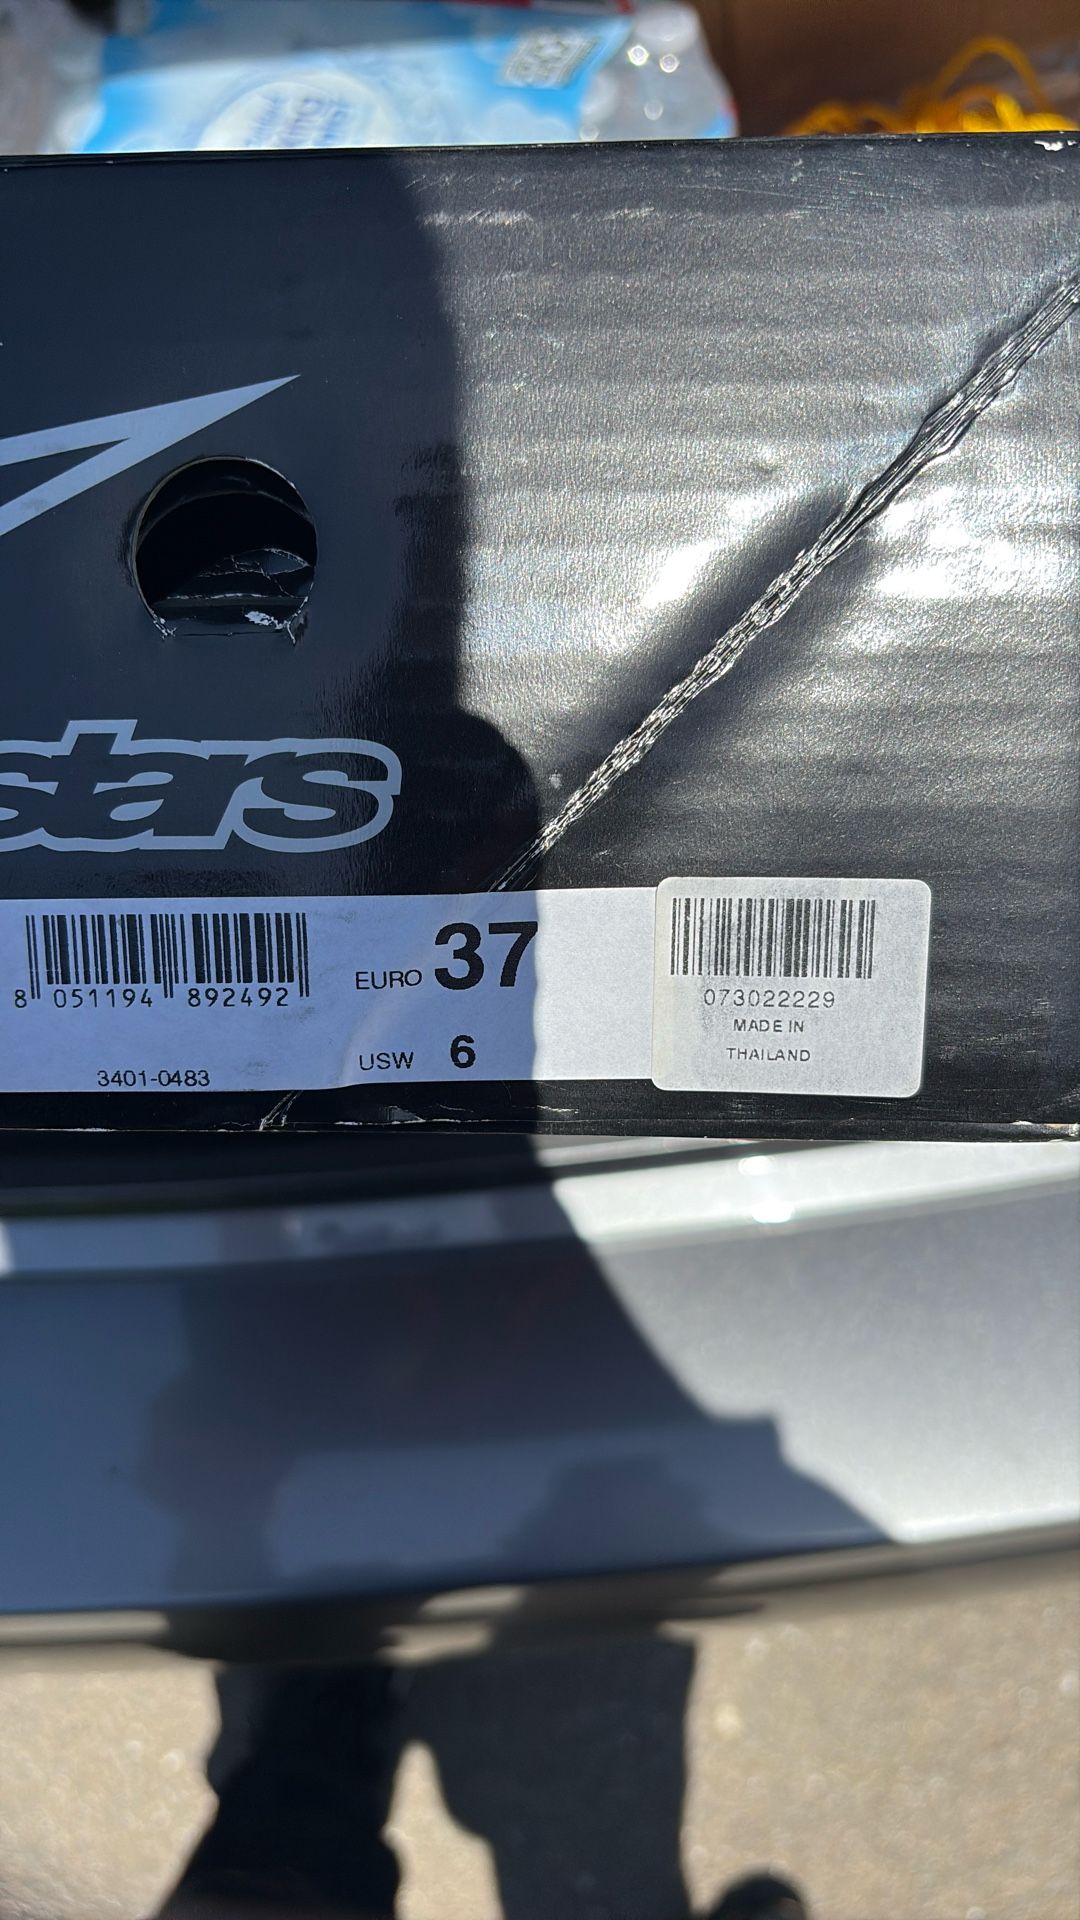 stars
8 051194 892492
3401-0483
EURO 37
USW 6
073022229
MADE IN
THAILAND